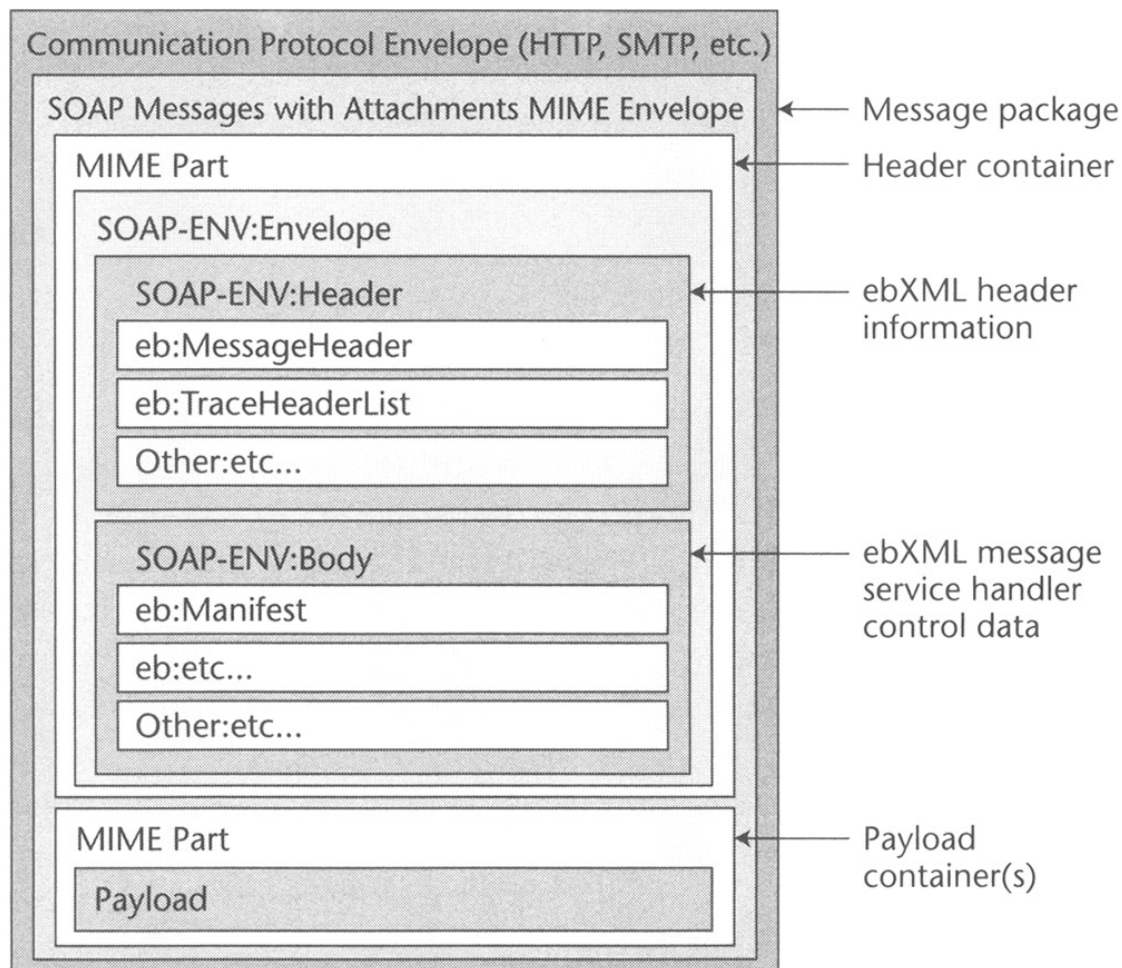 Communication Protocol Envelope (HTTP, SMTP, etc.)
SOAP Messages with Attachments MIME Envelope
Message package
MIME Part
Header container
SOAP-ENV:Envelope
SOAP-ENV:Header
ebXML header
information
eb:MessageHeader
eb:TraceHeaderList
Other:etc...
SOAP-ENV:Body
ebXML message
service handler
control data
eb:Manifest
eb:etc...
Other:etc...
MIME Part
Payload
container(s)
Payload